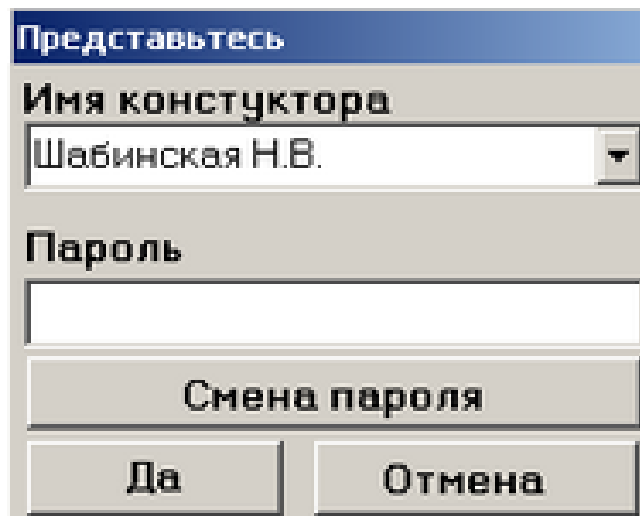 Представьтесь
Имя констуктора
Шабинская Н.В.
Пароль
Смена пароля
Да Отмена